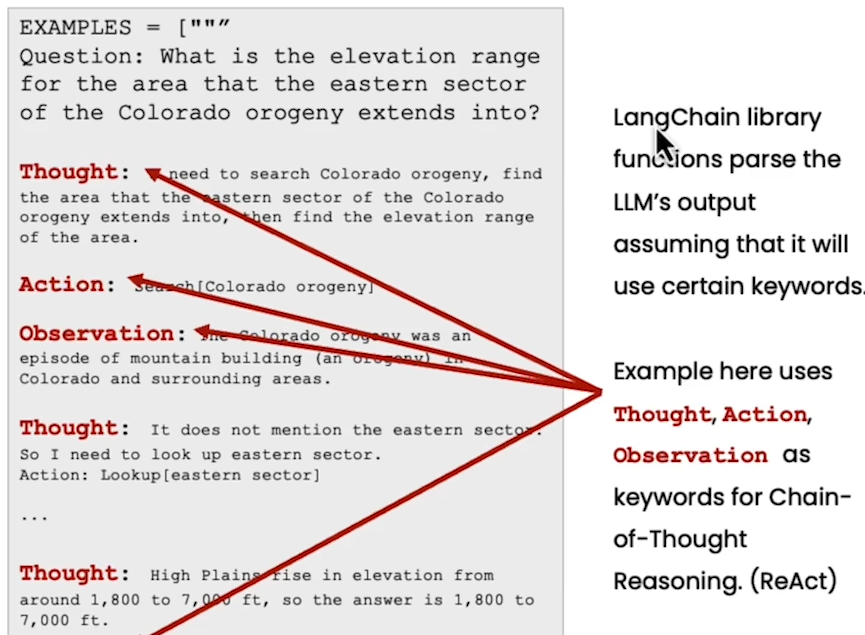 EXAMPLES = ["""
Question: What is the elevation range
for the area that the eastern sector
of the Colorado orogeny extends into?
Thought: need to search Colorado orogeny, find
the area that the eastern sector of the Colorado
orogeny extends into, then find the elevation range
of the area.
Action: Search[Colorado orogeny]
Observation: The Colorado orogeny was an
episode of mountain building (an orogeny) in
Colorado and surrounding areas.
Thought: It does not mention the eastern sector.
So I need to look up eastern sector.
Action: Lookup[eastern sector]
...
Thought: High Plains rise in elevation from
around 1,800 to 7,000 ft, so the answer is 1,800 to
7,000 ft.
LangChain library
functions parse the
LLM's output
assuming that it will
use certain keywords.
Example here uses
Thought, Action,
Observation as
keywords for Chain-
of-Thought
Reasoning. (ReAct)